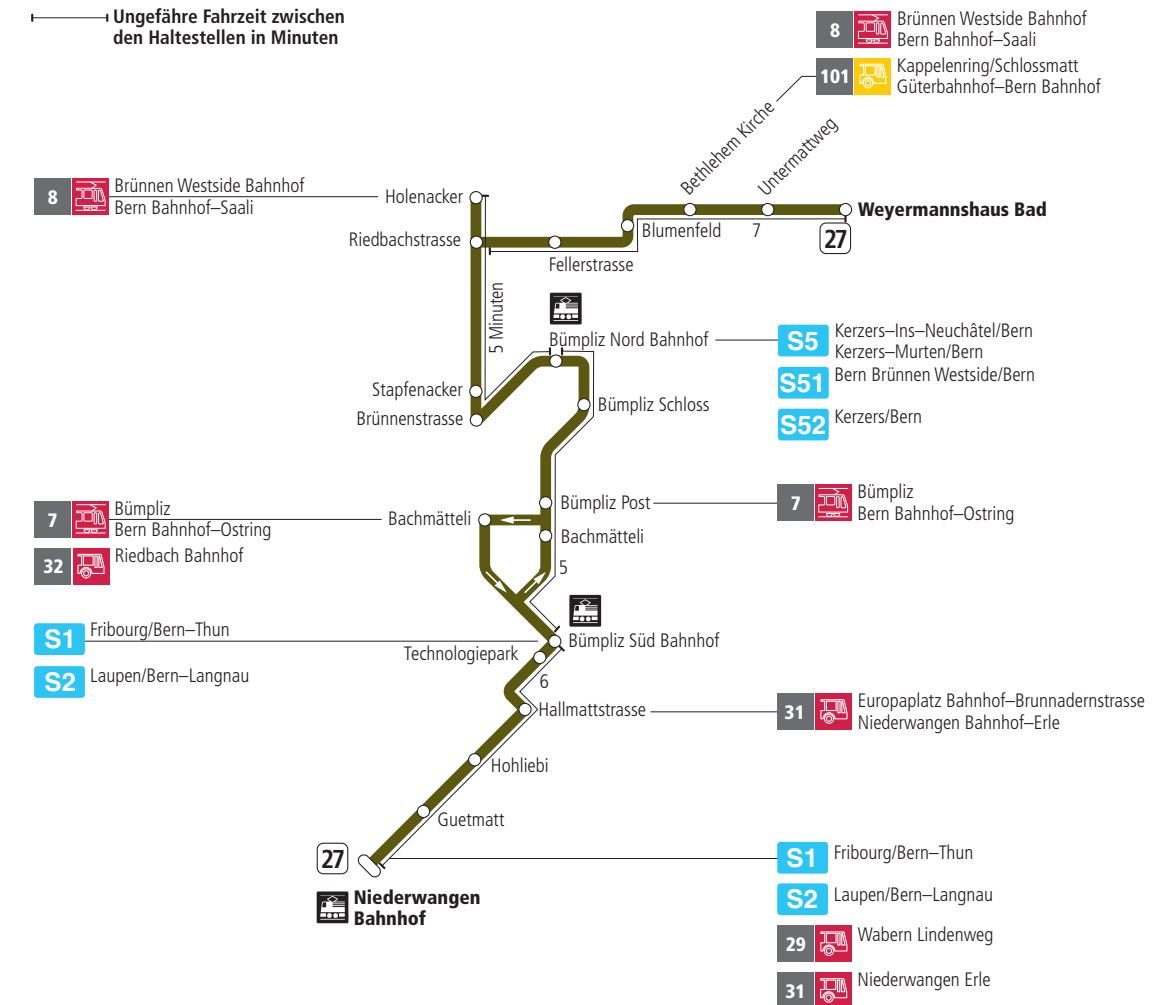 Ungefähre Fahrzeit zwischen
den Haltestellen in Minuten
8
Brünnen Westside Bahnhof
Bern Bahnhof–Saali
101
Kappelenring/Schlossmatt
Güterbahnhof–Bern Bahnhof
Bethlehem Kirche
Untermattweg
8
Brünnen Westside Bahnhof
Bern Bahnhof–Saali
Holenacker
Weyermannshaus Bad
Blumenfeld
7
27
Riedbachstrasse
Fellerstrasse
5 Minuten
Bümpliz Nord Bahnhof
S5
Kerzers–Ins–Neuchâtel/Bern
Kerzers–Murten/Bern
S51
Bern Brünnen Westside/Bern
S52
Kerzers/Bern
Stapfenacker
Bümpliz Schloss
Brünnenstrasse
7
Bümpliz
Bern Bahnhof–Ostring
32
Riedbach Bahnhof
Bachmätteli
Bümpliz Post
7
Bümpliz
Bern Bahnhof–Ostring
Bachmätteli
5
S1
Fribourg/Bern–Thun
S2
Laupen/Bern–Langnau
Bümpliz Süd Bahnhof
Technologiepark
6
Hallmattstrasse
31
Europaplatz Bahnhof–Brunnadernstrasse
Niederwangen Bahnhof–Erle
Hohliebi
Guetmatt
27
Niederwangen
Bahnhof
S1
Fribourg/Bern–Thun
S2
Laupen/Bern–Langnau
29
Wabern Lindenweg
31
Niederwangen Erle